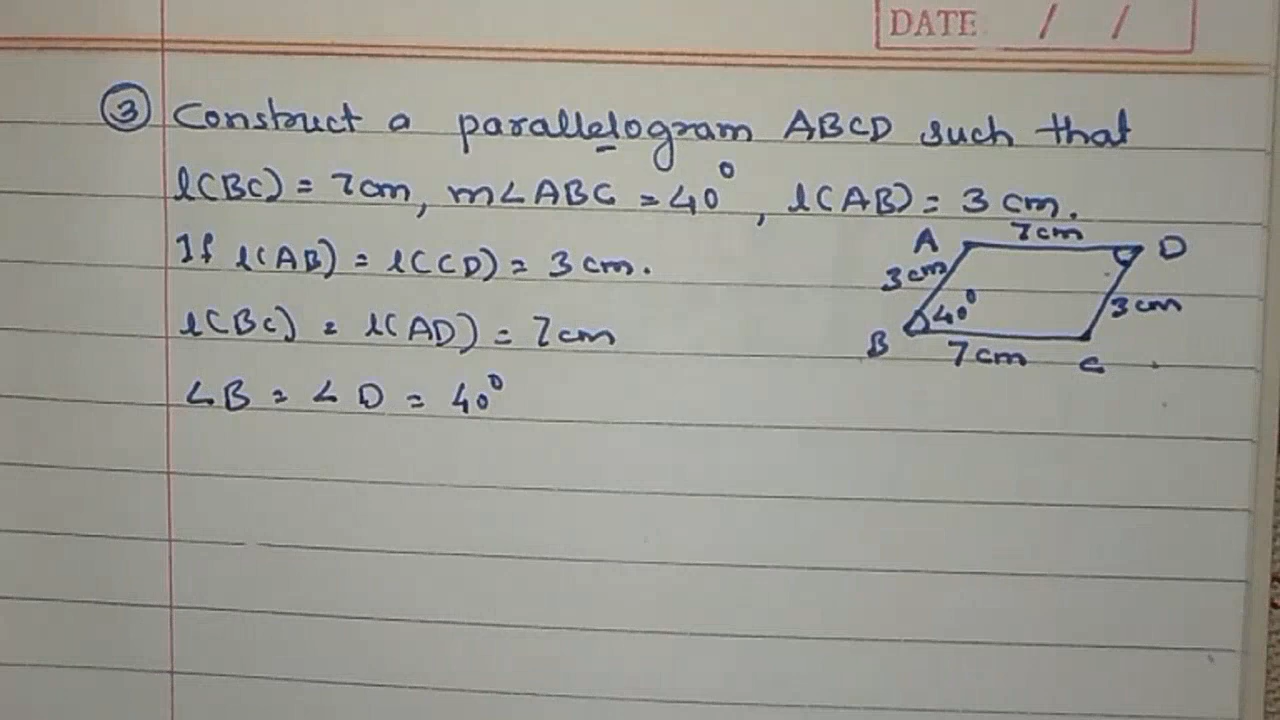 DATE / /
③ Construct a parallelogram ABCD such that
l(BC) = 7cm, m∠ABC = 40°, l(AB) = 3 cm.
If l(AB) = l(CD) = 3 cm.
l(BC) = l(AD) = 7cm
∠B = ∠D = 40°
A 7cm D
3cm 40° 3cm
B 7cm C